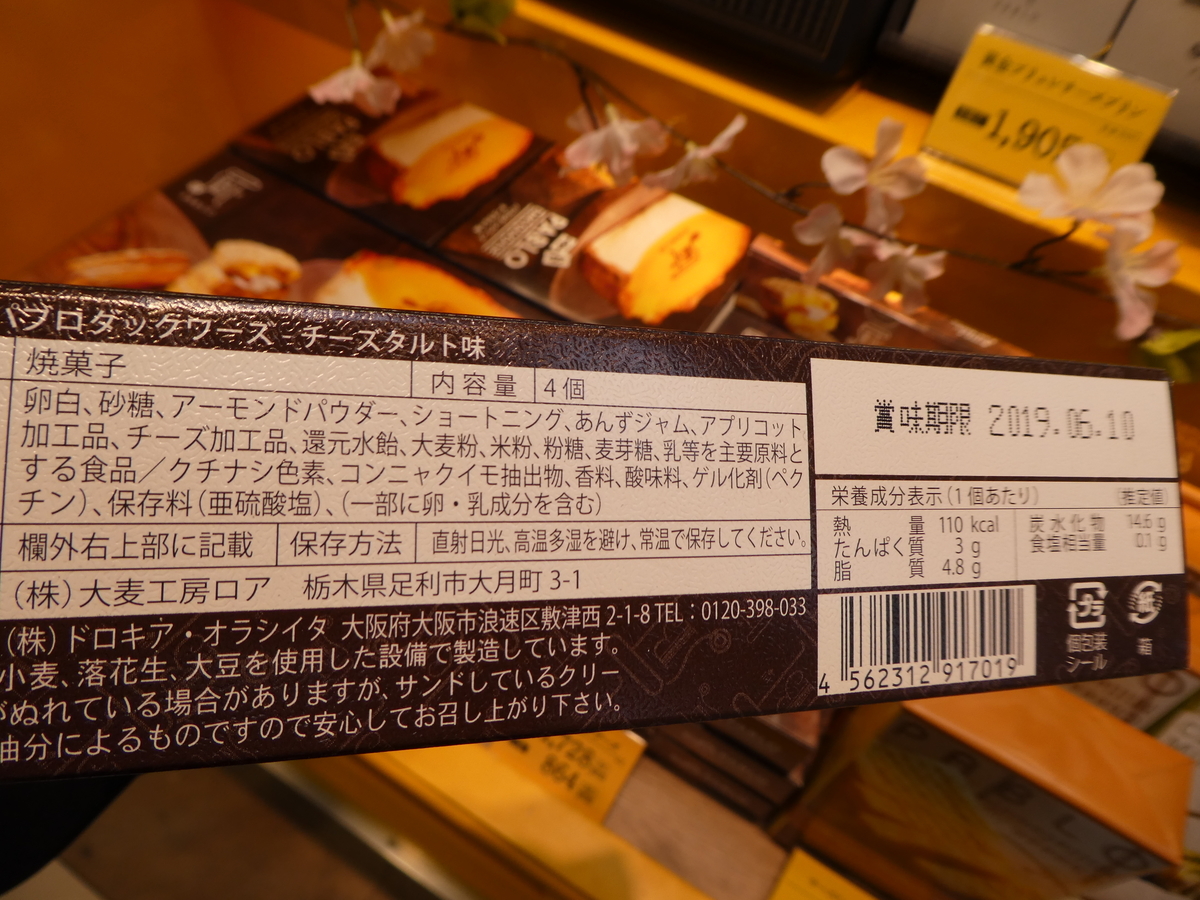 1,905
PABLO
パブロダックワーズ チーズタルト味
焼菓子 内容量 4個
卵白、砂糖、アーモンドパウダー、ショートニング、あんずジャム、アプリコット
加工品、チーズ加工品、還元水飴、大麦粉、米粉、粉糖、麦芽糖、乳等を主要原料と
する食品／クチナシ色素、コンニャクイモ抽出物、香料、酸味料、ゲル化剤(ペク
チン)、保存料(亜硫酸塩)、(一部に卵・乳成分を含む)
欄外右上部に記載 保存方法 直射日光、高温多湿を避け、常温で保存してください。
(株)大麦工房ロア 栃木県足利市大月町 3-1
(株)ドロキア・オラシイタ 大阪府大阪市浪速区敷津西 2-1-8 TEL：0120-398-033
小麦、落花生、大豆を使用した設備で製造しています。
がぬれている場合がありますが、サンドしているクリー
油分によるものですので安心してお召し上がり下さい。
賞味期限 2019.06.10
栄養成分表示(1個あたり) (推定値)
熱量 110 kcal 炭水化物 14.6 g
たんぱく質 3 g 食塩相当量 0.1 g
脂質 4.8 g
4 562312 917019
プラ
個包装
シール
紙
箱
864